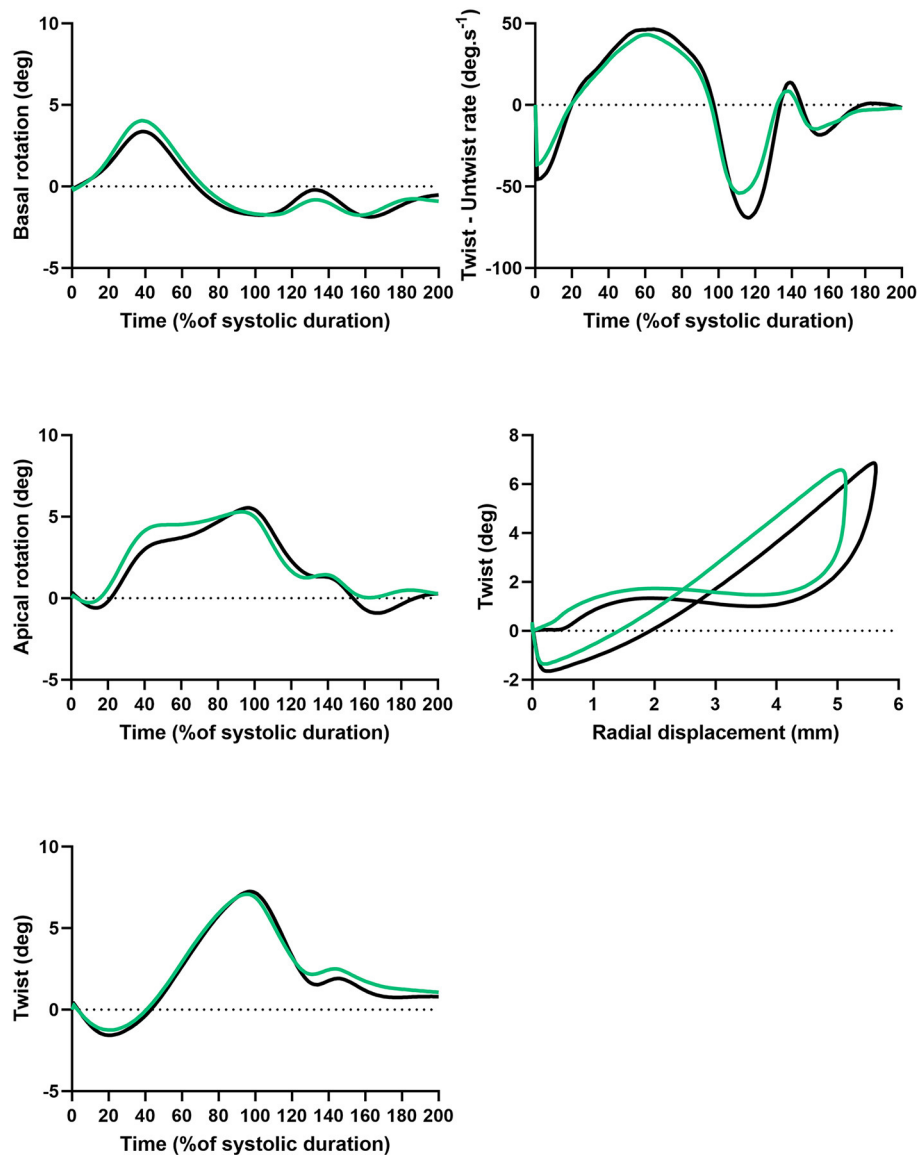 10
5
0
-5
Basal rotation (deg)
0 20 40 60 80 100 120 140 160 180 200
Time (%of systolic duration)
50
0
-50
-100
Twist - Untwist rate (deg.s-1)
0 20 40 60 80 100 120 140 160 180 200
Time (%of systolic duration)
10
5
0
-5
Apical rotation (deg)
0 20 40 60 80 100 120 140 160 180 200
Time (%of systolic duration)
8
6
4
2
0
-2
Twist (deg)
0 1 2 3 4 5 6
Radial displacement (mm)
10
5
0
-5
Twist (deg)
0 20 40 60 80 100 120 140 160 180 200
Time (%of systolic duration)